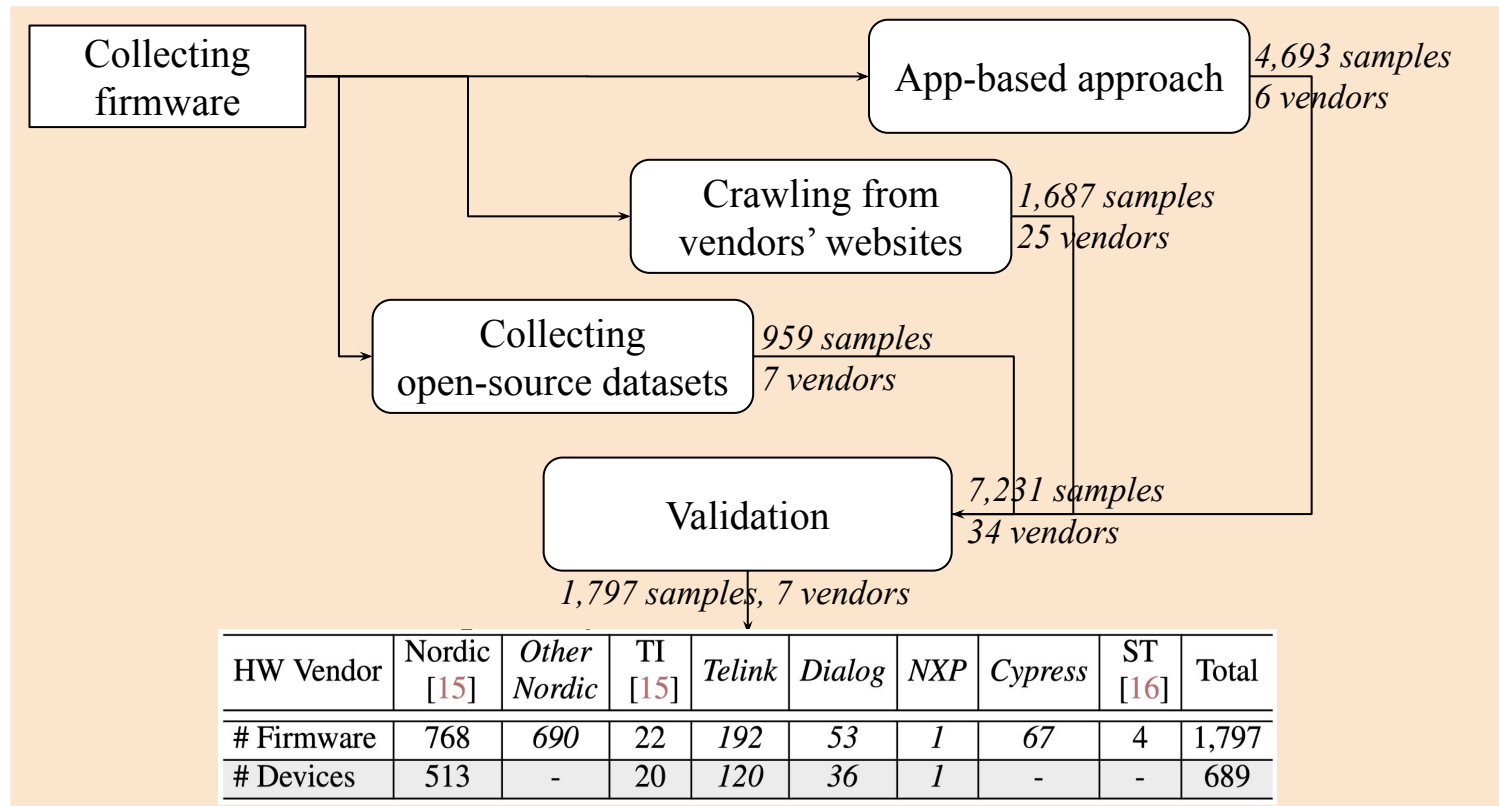 Collecting
firmware
App-based approach
4,693 samples
6 vendors
Crawling from
vendors’ websites
1,687 samples
25 vendors
Collecting
open-source datasets
959 samples
7 vendors
Validation
7,231 samples
34 vendors
1,797 samples, 7 vendors
HW Vendor Nordic [15] Other Nordic TI [15] Telink Dialog NXP Cypress ST [16] Total
# Firmware 768 690 22 192 53 1 67 4 1,797
# Devices 513 - 20 120 36 1 - - 689